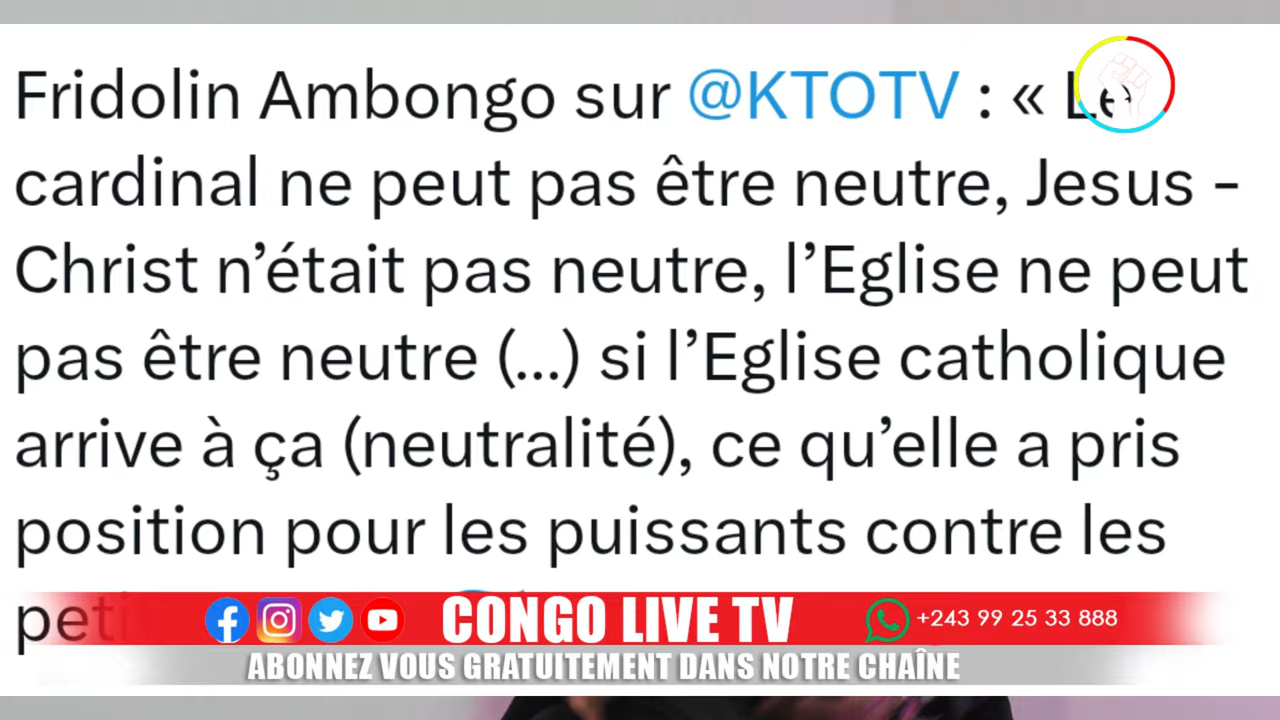 Fridolin Ambongo sur @KTOTV : « Le
cardinal ne peut pas être neutre, Jesus -
Christ n’était pas neutre, l’Eglise ne peut
pas être neutre (...) si l’Eglise catholique
arrive à ça (neutralité), ce qu’elle a pris
position pour les puissants contre les
CONGO LIVE TV
+243 99 25 33 888
ABONNEZ VOUS GRATUITEMENT DANS NOTRE CHAÎNE